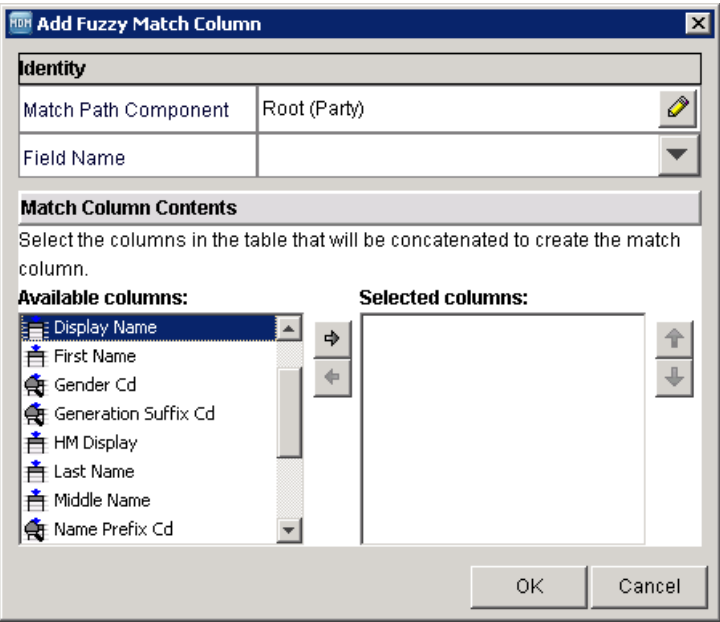 MDM Add Fuzzy Match Column
Identity
Match Path Component Root (Party)
Field Name
Match Column Contents
Select the columns in the table that will be concatenated to create the match
column.
Available columns: Selected columns:
Display Name
First Name
Gender Cd
Generation Suffix Cd
HM Display
Last Name
Middle Name
Name Prefix Cd
OK Cancel